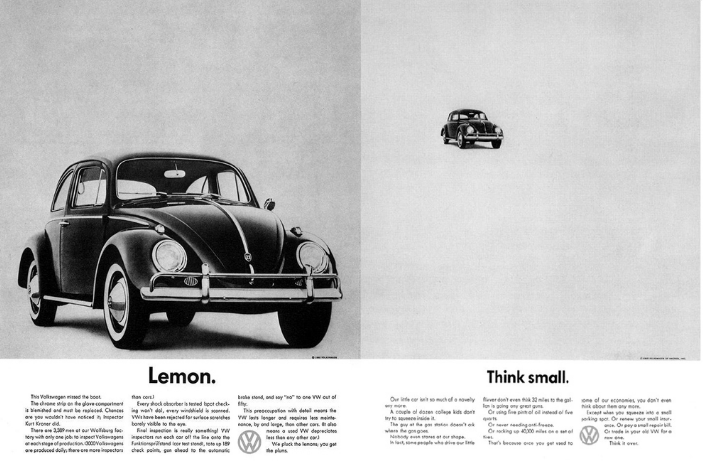 Lemon.
This Volkswagen missed the boat.
The chrome strip on the glove compartment
is blemished and must be replaced. Chances
are you wouldn't have noticed it; Inspector
Kurt Kroner did.
There are 3,389 men at our Wolfsburg fac-
tory with only one job: to inspect Volkswagens
at each stage of production. (3000 Volkswagens
are produced daily; there are more inspectors
than cars.)
Every shock absorber is tested (spot check-
ing won't do), every windshield is scanned.
VWs have been rejected for surface scratches
barely visible to the eye.
Final inspection is really something! VW
inspectors run each car off the line onto the
Funktionsprüfstand (car test stand), tote up 189
check points, gun ahead to the automatic
brake stand, and say "no" to one VW out of
fifty.
This preoccupation with detail means the
VW lasts longer and requires less mainte-
nance, by and large, than other cars. (It also
means a used VW depreciates
less than any other car.)
We pluck the lemons; you get
the plums.
Think small.
Our little car isn't so much of a novelty
any more.
A couple of dozen college kids don't
try to squeeze inside it.
The guy at the gas station doesn't ask
where the gas goes.
Nobody even stares at our shape.
In fact, some people who drive our little
flivver don't even think 32 miles to the gal-
lon is going any great guns.
Or using five pints of oil instead of five
quarts.
Or never needing anti-freeze.
Or racking up 40,000 miles on a set of
tires.
That's because once you get used to
some of our economies, you don't even
think about them any more.
Except when you squeeze into a small
parking spot. Or renew your small insur-
ance. Or pay a small repair bill.
Or trade in your old VW for a
new one.
Think it over.